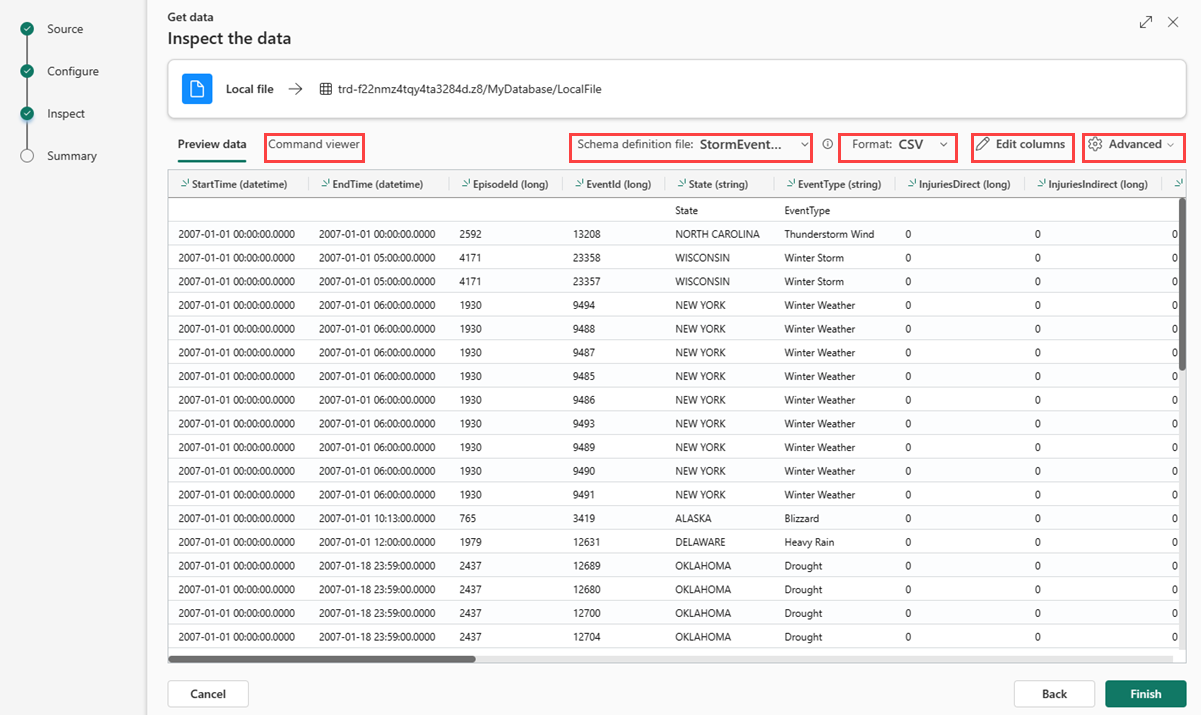 Source
Configure
Inspect
Summary
Get data
Inspect the data
Local file → trd-f22nmz4tqy4ta3284d.z8/MyDatabase/LocalFile
Preview data Command viewer Schema definition file: StormEvent... Format: CSV Edit columns Advanced
StartTime (datetime) EndTime (datetime) EpisodeId (long) EventId (long) State (string) EventType (string) InjuriesDirect (long) InjuriesIndirect (long)
State EventType
2007-01-01 00:00:00.0000 2007-01-01 00:00:00.0000 2592 13208 NORTH CAROLINA Thunderstorm Wind 0 0 0
2007-01-01 00:00:00.0000 2007-01-01 05:00:00.0000 4171 23358 WISCONSIN Winter Storm 0 0 0
2007-01-01 00:00:00.0000 2007-01-01 05:00:00.0000 4171 23357 WISCONSIN Winter Storm 0 0 0
2007-01-01 00:00:00.0000 2007-01-01 06:00:00.0000 1930 9494 NEW YORK Winter Weather 0 0 0
2007-01-01 00:00:00.0000 2007-01-01 06:00:00.0000 1930 9488 NEW YORK Winter Weather 0 0 0
2007-01-01 00:00:00.0000 2007-01-01 06:00:00.0000 1930 9487 NEW YORK Winter Weather 0 0 0
2007-01-01 00:00:00.0000 2007-01-01 06:00:00.0000 1930 9485 NEW YORK Winter Weather 0 0 0
2007-01-01 00:00:00.0000 2007-01-01 06:00:00.0000 1930 9486 NEW YORK Winter Weather 0 0 0
2007-01-01 00:00:00.0000 2007-01-01 06:00:00.0000 1930 9493 NEW YORK Winter Weather 0 0 0
2007-01-01 00:00:00.0000 2007-01-01 06:00:00.0000 1930 9489 NEW YORK Winter Weather 0 0 0
2007-01-01 00:00:00.0000 2007-01-01 06:00:00.0000 1930 9490 NEW YORK Winter Weather 0 0 0
2007-01-01 00:00:00.0000 2007-01-01 06:00:00.0000 1930 9491 NEW YORK Winter Weather 0 0 0
2007-01-01 00:00:00.0000 2007-01-01 10:13:00.0000 765 3419 ALASKA Blizzard 0 0 0
2007-01-01 00:00:00.0000 2007-01-01 12:00:00.0000 1979 12631 DELAWARE Heavy Rain 0 0 0
2007-01-01 00:00:00.0000 2007-01-18 23:59:00.0000 2437 12689 OKLAHOMA Drought 0 0 0
2007-01-01 00:00:00.0000 2007-01-18 23:59:00.0000 2437 12680 OKLAHOMA Drought 0 0 0
2007-01-01 00:00:00.0000 2007-01-18 23:59:00.0000 2437 12700 OKLAHOMA Drought 0 0 0
2007-01-01 00:00:00.0000 2007-01-18 23:59:00.0000 2437 12704 OKLAHOMA Drought 0 0 0
Cancel Back Finish